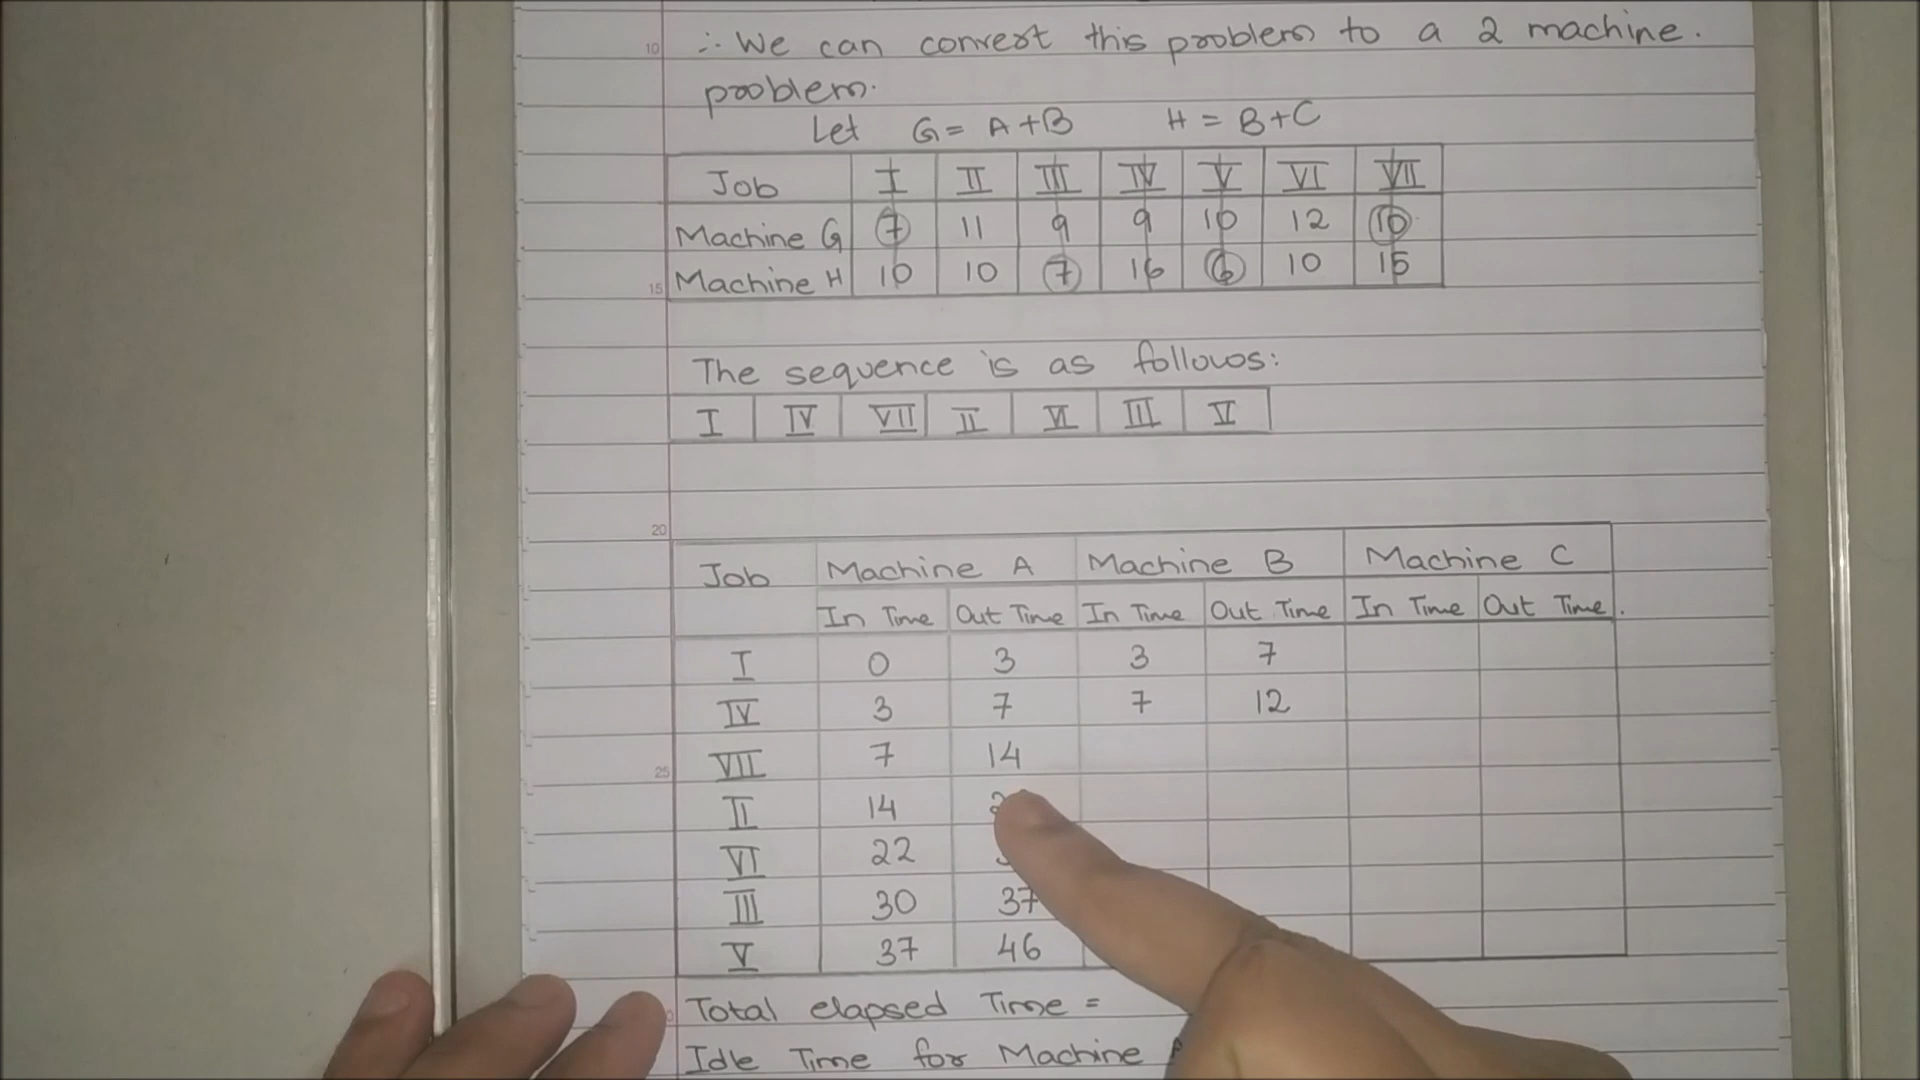 10 ∴ We can convert this problem to a 2 machine.
problem.
Let G = A+B H = B+C
Job I II III IV V VI VII
Machine G 7 11 9 9 10 12 10
15 Machine H 10 10 7 16 6 10 15
The sequence is as follows:
I IV VII II VI III V
20
Job Machine A Machine B Machine C
In Time Out Time In Time Out Time In Time Out Time.
I 0 3 3 7
IV 3 7 7 12
25 VII 7 14
II 14
VI 22
III 30 37
V 37 46
Total elapsed Time =
Idle Time for Machine